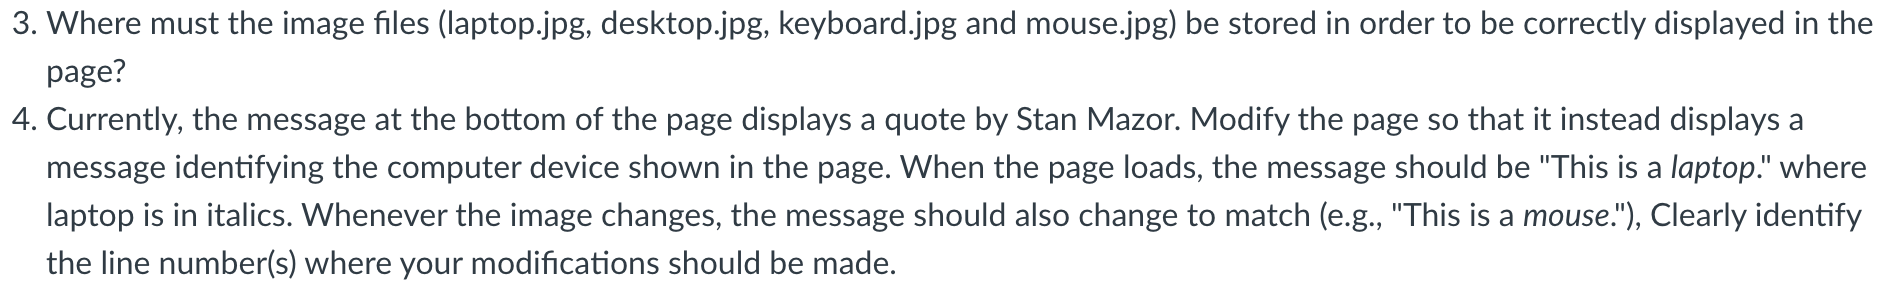 3. Where must the image files (laptop.jpg, desktop.jpg, keyboard.jpg and mouse.jpg) be stored in order to be correctly displayed in the
page?
4. Currently, the message at the bottom of the page displays a quote by Stan Mazor. Modify the page so that it instead displays a
message identifying the computer device shown in the page. When the page loads, the message should be "This is a laptop." where
laptop is in italics. Whenever the image changes, the message should also change to match (e.g., "This is a mouse."), Clearly identify
the line number(s) where your modifications should be made.